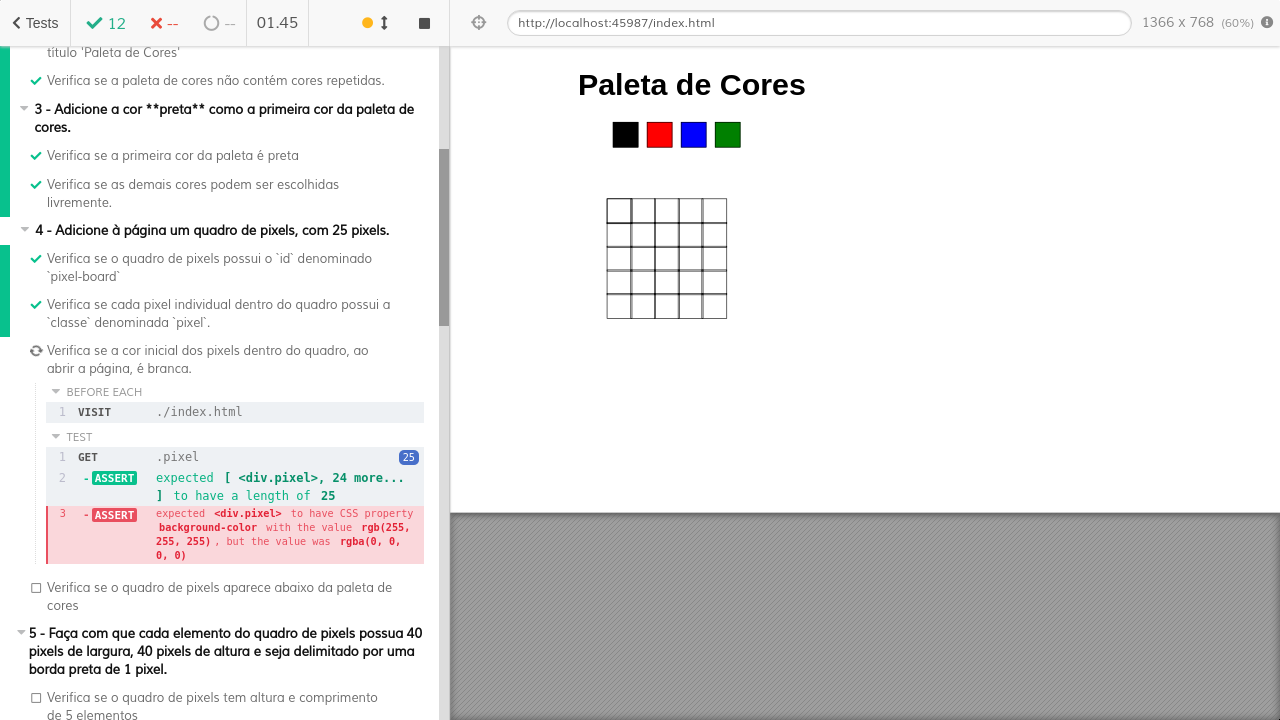 Tests
12
--
--
01.45
http://localhost:45987/index.html
1366 x 768 (60%)
título 'Paleta de Cores'
Verifica se a paleta de cores não contém cores repetidas.
3 - Adicione a cor **preta** como a primeira cor da paleta de
cores.
Verifica se a primeira cor da paleta é preta
Verifica se as demais cores podem ser escolhidas
livremente.
4 - Adicione à página um quadro de pixels, com 25 pixels.
Verifica se o quadro de pixels possui o `id` denominado
`pixel-board`
Verifica se cada pixel individual dentro do quadro possui a
`classe` denominada `pixel`.
Verifica se a cor inicial dos pixels dentro do quadro, ao
abrir a página, é branca.
BEFORE EACH
1 VISIT ./index.html
TEST
1 GET .pixel 25
2 -ASSERT expected [ <div.pixel>, 24 more...
] to have a length of 25
3 -ASSERT expected <div.pixel> to have CSS property
background-color with the value rgb(255,
255, 255), but the value was rgba(0, 0,
0, 0)
Verifica se o quadro de pixels aparece abaixo da paleta de
cores
5 - Faça com que cada elemento do quadro de pixels possua 40
pixels de largura, 40 pixels de altura e seja delimitado por uma
borda preta de 1 pixel.
Verifica se o quadro de pixels tem altura e comprimento
de 5 elementos
Paleta de Cores